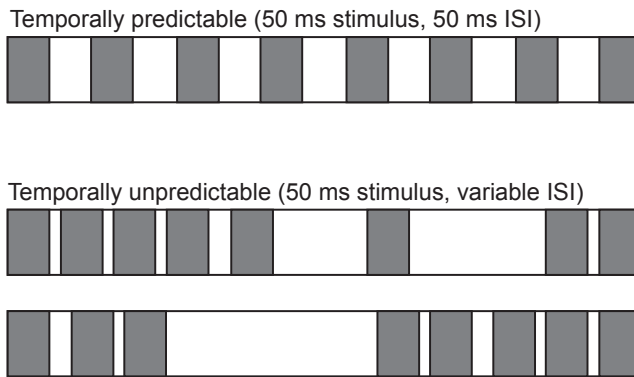 Temporally predictable (50 ms stimulus, 50 ms ISI)
Temporally unpredictable (50 ms stimulus, variable ISI)